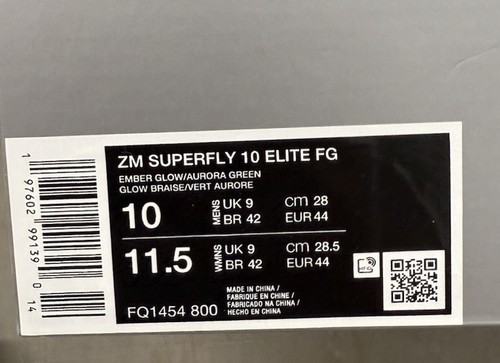 ZM SUPERFLY 10 ELITE FG
EMBER GLOW/AURORA GREEN
GLOW BRAISE/VERT AURORE
10 MENS UK 9 cm 28
BR 42 EUR 44
11.5 WMNS UK 9 cm 28.5
BR 42 EUR 44
MADE IN CHINA /
FABRIQUE EN CHINE /
FABRICADO NA CHINA /
HECHO EN CHINA
FQ1454 800
1 97602 99139 0 14